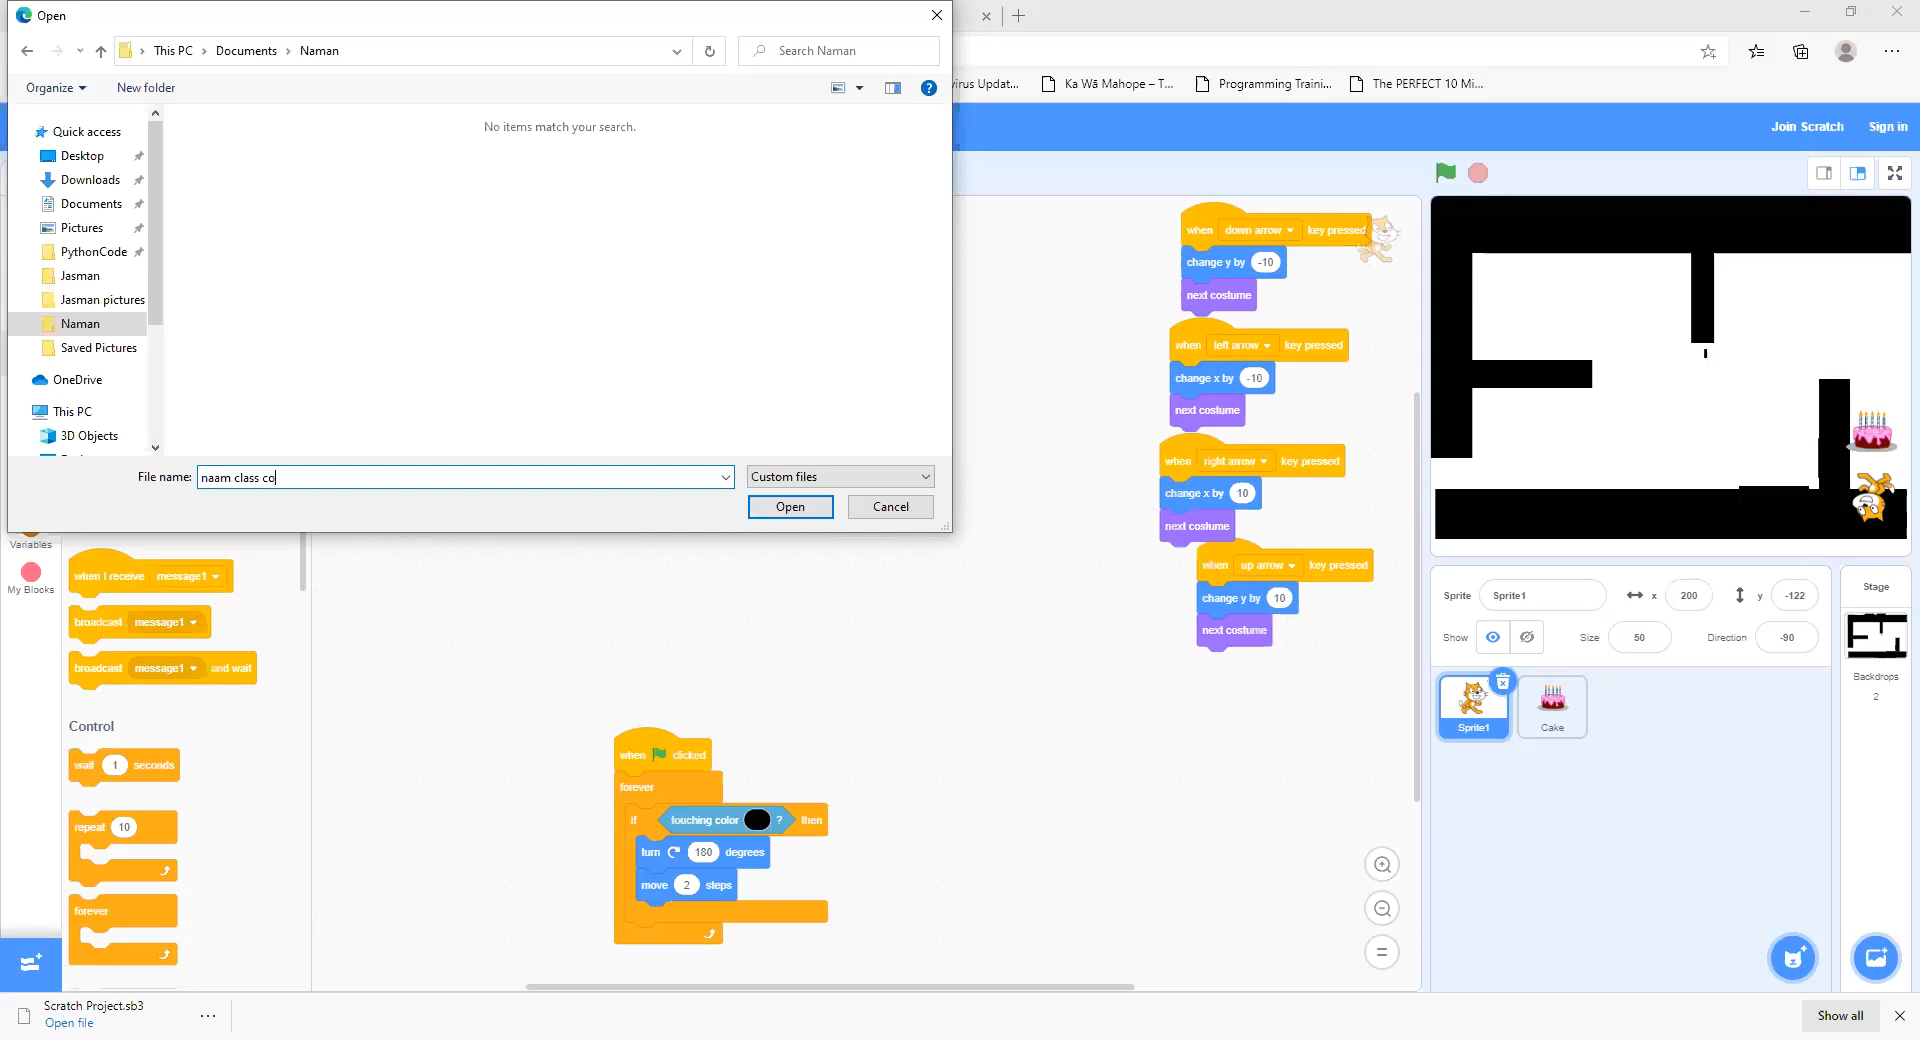 Open
This PC > Documents > Naman
Search Naman
Organize
New folder
No items match your search.
Quick access
Desktop
Downloads
Documents
Pictures
PythonCode
Jasman
Jasman pictures
Naman
Saved Pictures
OneDrive
This PC
3D Objects
File name: naam class co
Custom files
Open
Cancel
virus Updat...
Ka Wā Mahope – T...
Programming Traini...
The PERFECT 10 Mi...
Join Scratch
Sign in
when down arrow key pressed
change y by -10
next costume
when left arrow key pressed
change x by -10
next costume
when right arrow key pressed
change x by 10
next costume
when up arrow key pressed
change y by 10
next costume
Variables
My Blocks
when I receive message1
broadcast message1
broadcast message1 and wait
Control
wait 1 seconds
repeat 10
forever
when clicked
forever
if touching color ? then
turn 180 degrees
move 2 steps
Sprite Sprite1 x 200 y -122
Show Size 50 Direction -90
Sprite1
Cake
Stage
Backdrops
2
Scratch Project.sb3
Open file
Show all